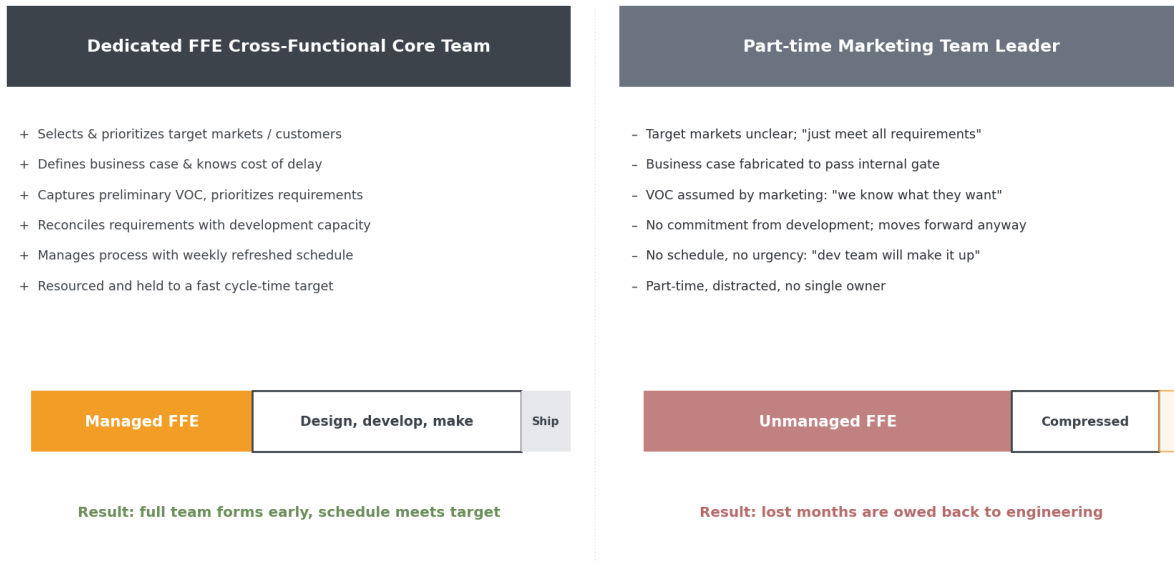 Dedicated FFE Cross-Functional Core Team
+ Selects & prioritizes target markets / customers
+ Defines business case & knows cost of delay
+ Captures preliminary VOC, prioritizes requirements
+ Reconciles requirements with development capacity
+ Manages process with weekly refreshed schedule
+ Resourced and held to a fast cycle-time target
Managed FFE
Design, develop, make
Ship
Result: full team forms early, schedule meets target
Part-time Marketing Team Leader
– Target markets unclear; "just meet all requirements"
– Business case fabricated to pass internal gate
– VOC assumed by marketing: "we know what they want"
– No commitment from development; moves forward anyway
– No schedule, no urgency: "dev team will make it up"
– Part-time, distracted, no single owner
Unmanaged FFE
Compressed
Result: lost months are owed back to engineering